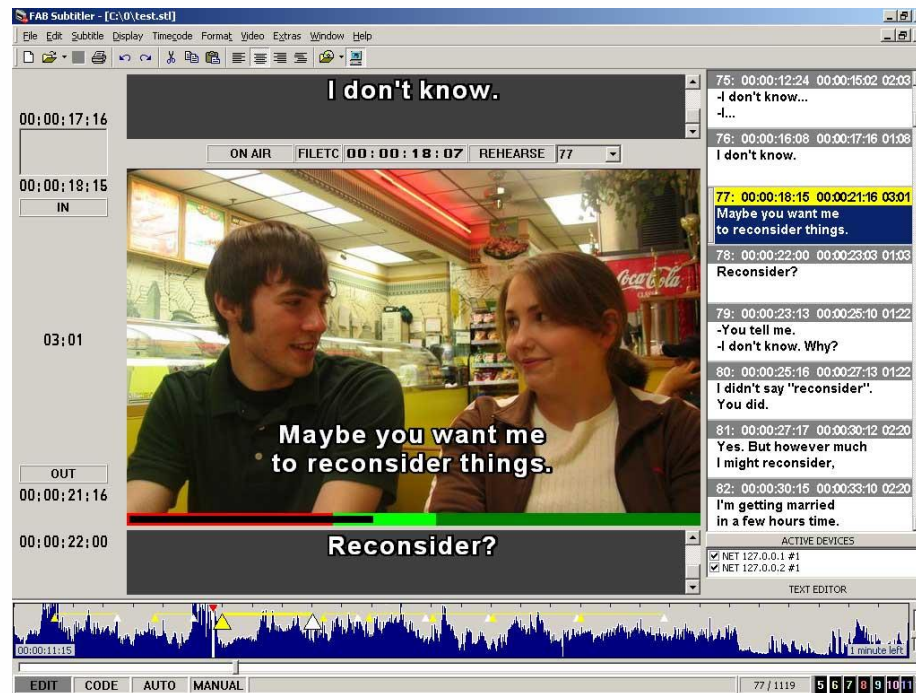 FAB Subtitler - [C:\0\test.stl]
File Edit Subtitle Display Timecode Format Video Extras Window Help
I don't know.
00;00;17;16
00;00;18;15
IN
03;01
OUT
00;00;21;16
00;00;22;00
ON AIR FILETC 00:00:18:07 REHEARSE 77
Coca-Cola
Maybe you want me
to reconsider things.
Reconsider?
75: 00:00:12:24 00:00:15:02 02:03
-I don't know...
-I...
76: 00:00:16:08 00:00:17:16 01:08
I don't know.
77: 00:00:18:15 00:00:21:16 03:01
Maybe you want me
to reconsider things.
78: 00:00:22:00 00:00:23:03 01:03
Reconsider?
79: 00:00:23:13 00:00:25:10 01:22
-You tell me.
-I don't know. Why?
80: 00:00:25:16 00:00:27:13 01:22
I didn't say "reconsider".
You did.
81: 00:00:27:17 00:00:30:12 02:20
Yes. But however much
I might reconsider,
82: 00:00:30:15 00:00:33:10 02:20
I'm getting married
in a few hours time.
ACTIVE DEVICES
NET 127.0.0.1 #1
NET 127.0.0.2 #1
TEXT EDITOR
00:00:11:15
1 minute left
EDIT CODE AUTO MANUAL
77 / 1119 5 6 7 8 9 10 11